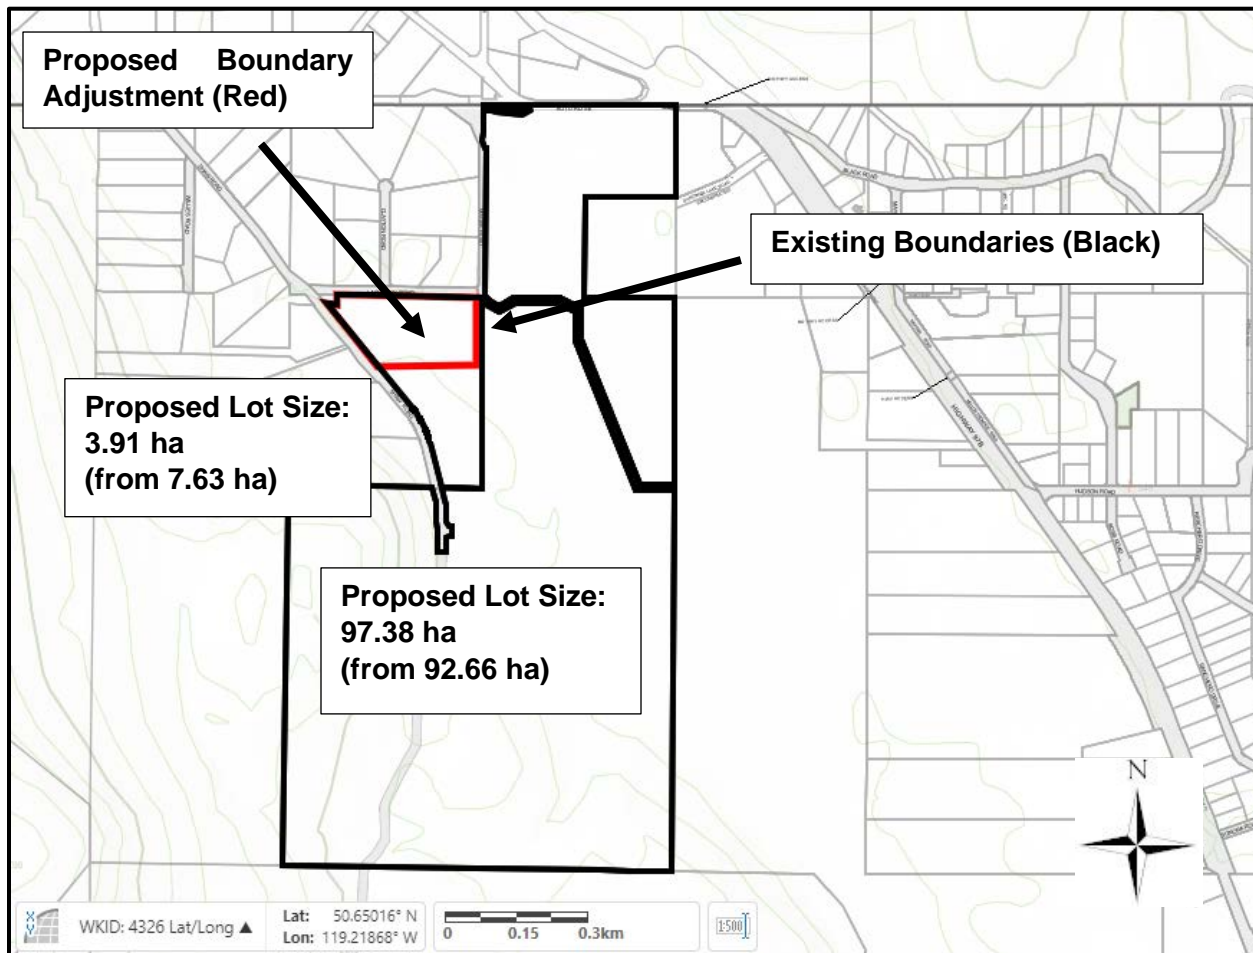 Proposed Boundary
Adjustment (Red)
BLACK ROAD
Existing Boundaries (Black)
Proposed Lot Size:
3.91 ha
(from 7.63 ha)
HIGHWAY 97B
HUDSON ROAD
Proposed Lot Size:
97.38 ha
(from 92.66 ha)
N
X
Y
WKID: 4326 Lat/Long ▲
Lat: 50.65016° N
Lon: 119.21868° W
0 0.15 0.3km
1:500